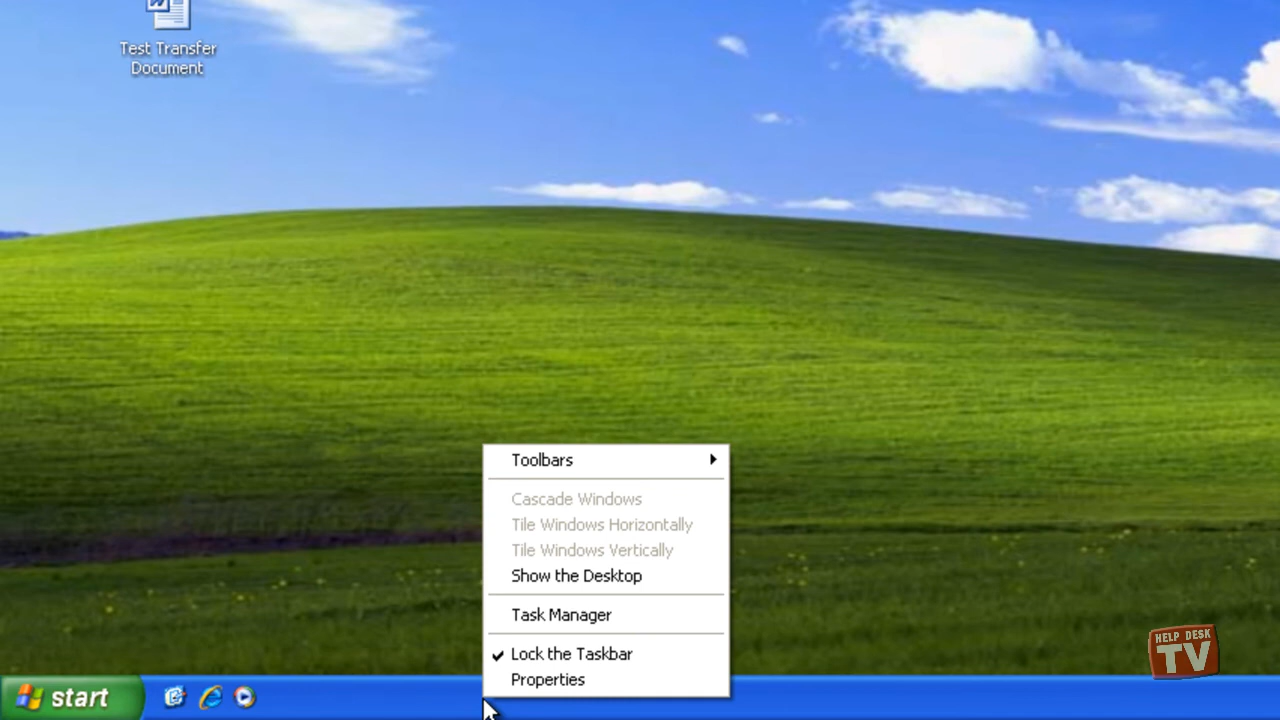 Test Transfer
Document
Toolbars
Cascade Windows
Tile Windows Horizontally
Tile Windows Vertically
Show the Desktop
Task Manager
Lock the Taskbar
Properties
HELP DESK
TV
start